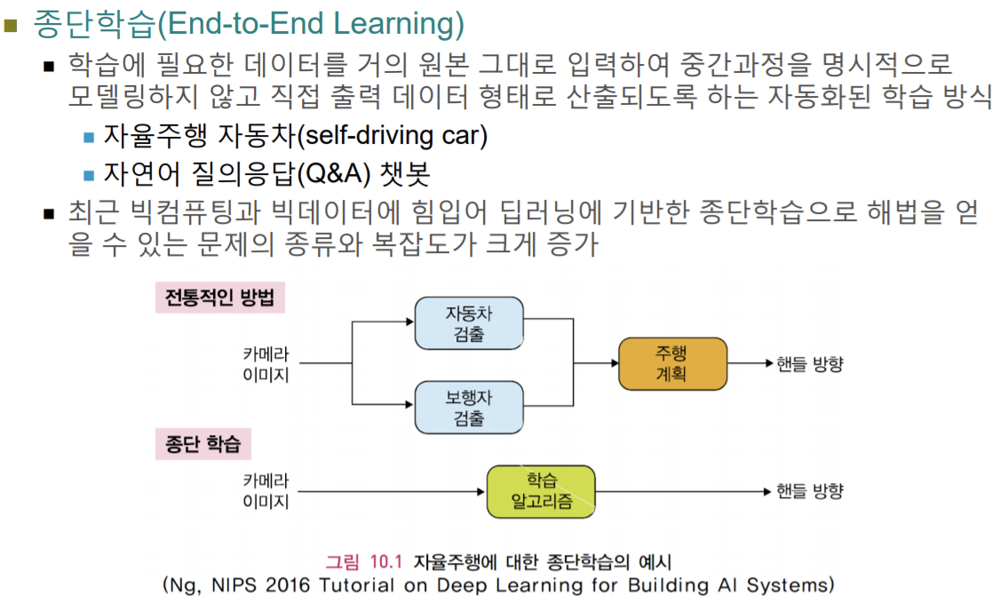 종단학습(End-to-End Learning)
학습에 필요한 데이터를 거의 원본 그대로 입력하여 중간과정을 명시적으로
모델링하지 않고 직접 출력 데이터 형태로 산출되도록 하는 자동화된 학습 방식
자율주행 자동차(self-driving car)
자연어 질의응답(Q&A) 챗봇
최근 빅컴퓨팅과 빅데이터에 힘입어 딥러닝에 기반한 종단학습으로 해법을 얻
을 수 있는 문제의 종류와 복잡도가 크게 증가
전통적인 방법
카메라
이미지
자동차
검출
보행자
검출
주행
계획
핸들 방향
종단 학습
카메라
이미지
학습
알고리즘
핸들 방향
그림 10.1 자율주행에 대한 종단학습의 예시
(Ng, NIPS 2016 Tutorial on Deep Learning for Building AI Systems)